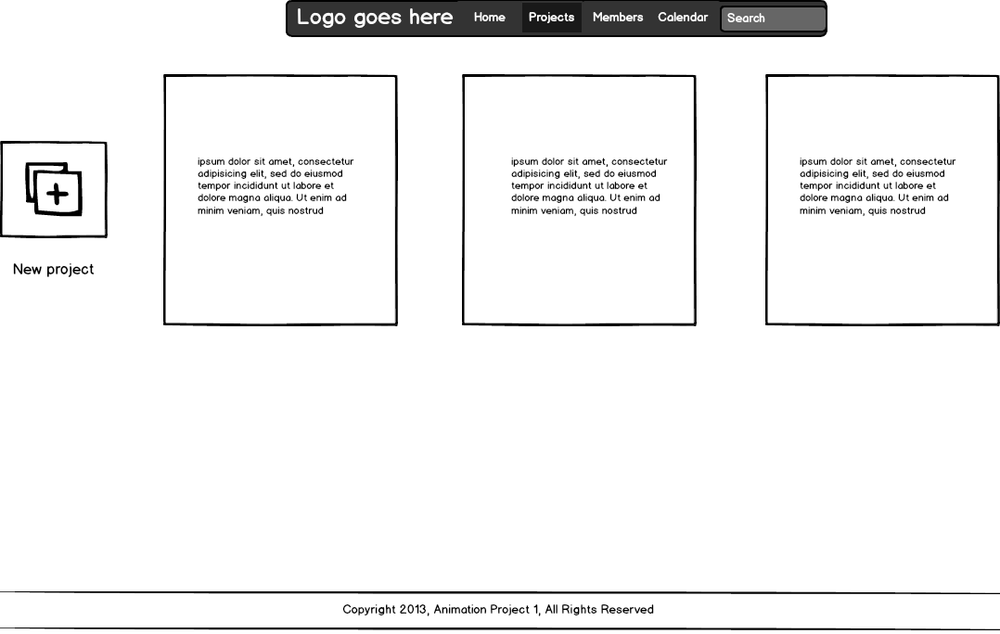 Logo goes here Home Projects Members Calendar Search
ipsum dolor sit amet, consectetur
adipisicing elit, sed do eiusmod
tempor incididunt ut labore et
dolore magna aliqua. Ut enim ad
minim veniam, quis nostrud
ipsum dolor sit amet, consectetur
adipisicing elit, sed do eiusmod
tempor incididunt ut labore et
dolore magna aliqua. Ut enim ad
minim veniam, quis nostrud
ipsum dolor sit amet, consectetur
adipisicing elit, sed do eiusmod
tempor incididunt ut labore et
dolore magna aliqua. Ut enim ad
minim veniam, quis nostrud
New project
Copyright 2013, Animation Project 1, All Rights Reserved